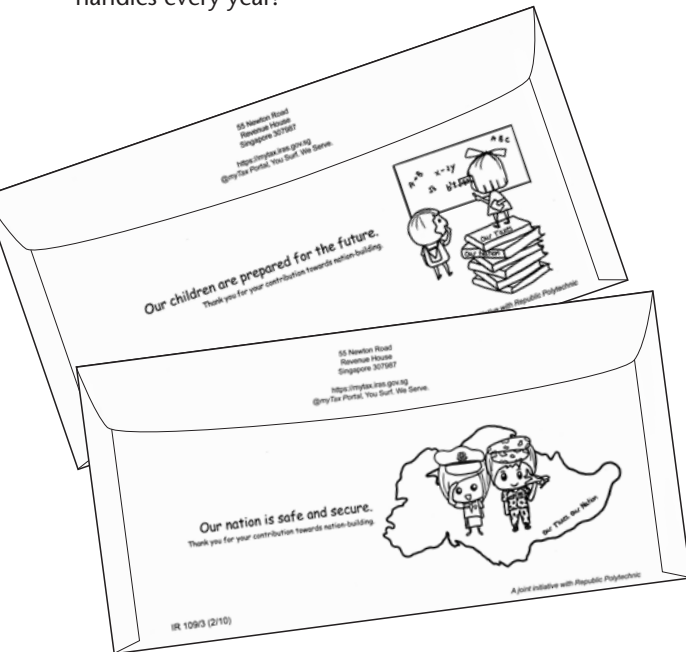 handles every year?
55 Newton Road
Revenue House
Singapore 307987
https://mytax.iras.gov.sg
@myTax Portal, You Surf. We Serve.
A B C
A=B x-2y
Our children are prepared for the future.
Thank you for your contribution towards nation-building.
Our Taxes
Our Nation
with Republic Polytechnic
55 Newton Road
Revenue House
Singapore 307987
https://mytax.iras.gov.sg
@myTax Portal, You Surf. We Serve.
Our nation is safe and secure.
Thank you for your contribution towards nation-building.
Our Taxes Our Nation
A joint initiative with Republic Polytechnic
IR 109/3 (2/10)